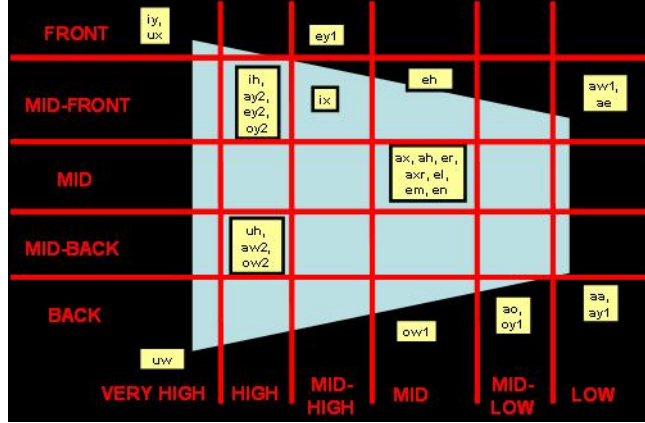 iy,
ux
FRONT
ey1
MID-FRONT
ih,
ay2,
ey2,
oy2
ix
eh
aw1,
ae
MID
ax, ah, er,
axr, el,
em, en
MID-BACK
uh,
aw2,
ow2
BACK
ow1
ao,
oy1
aa,
ay1
uw
VERY HIGH
HIGH
MID-
HIGH
MID
MID-
LOW
LOW